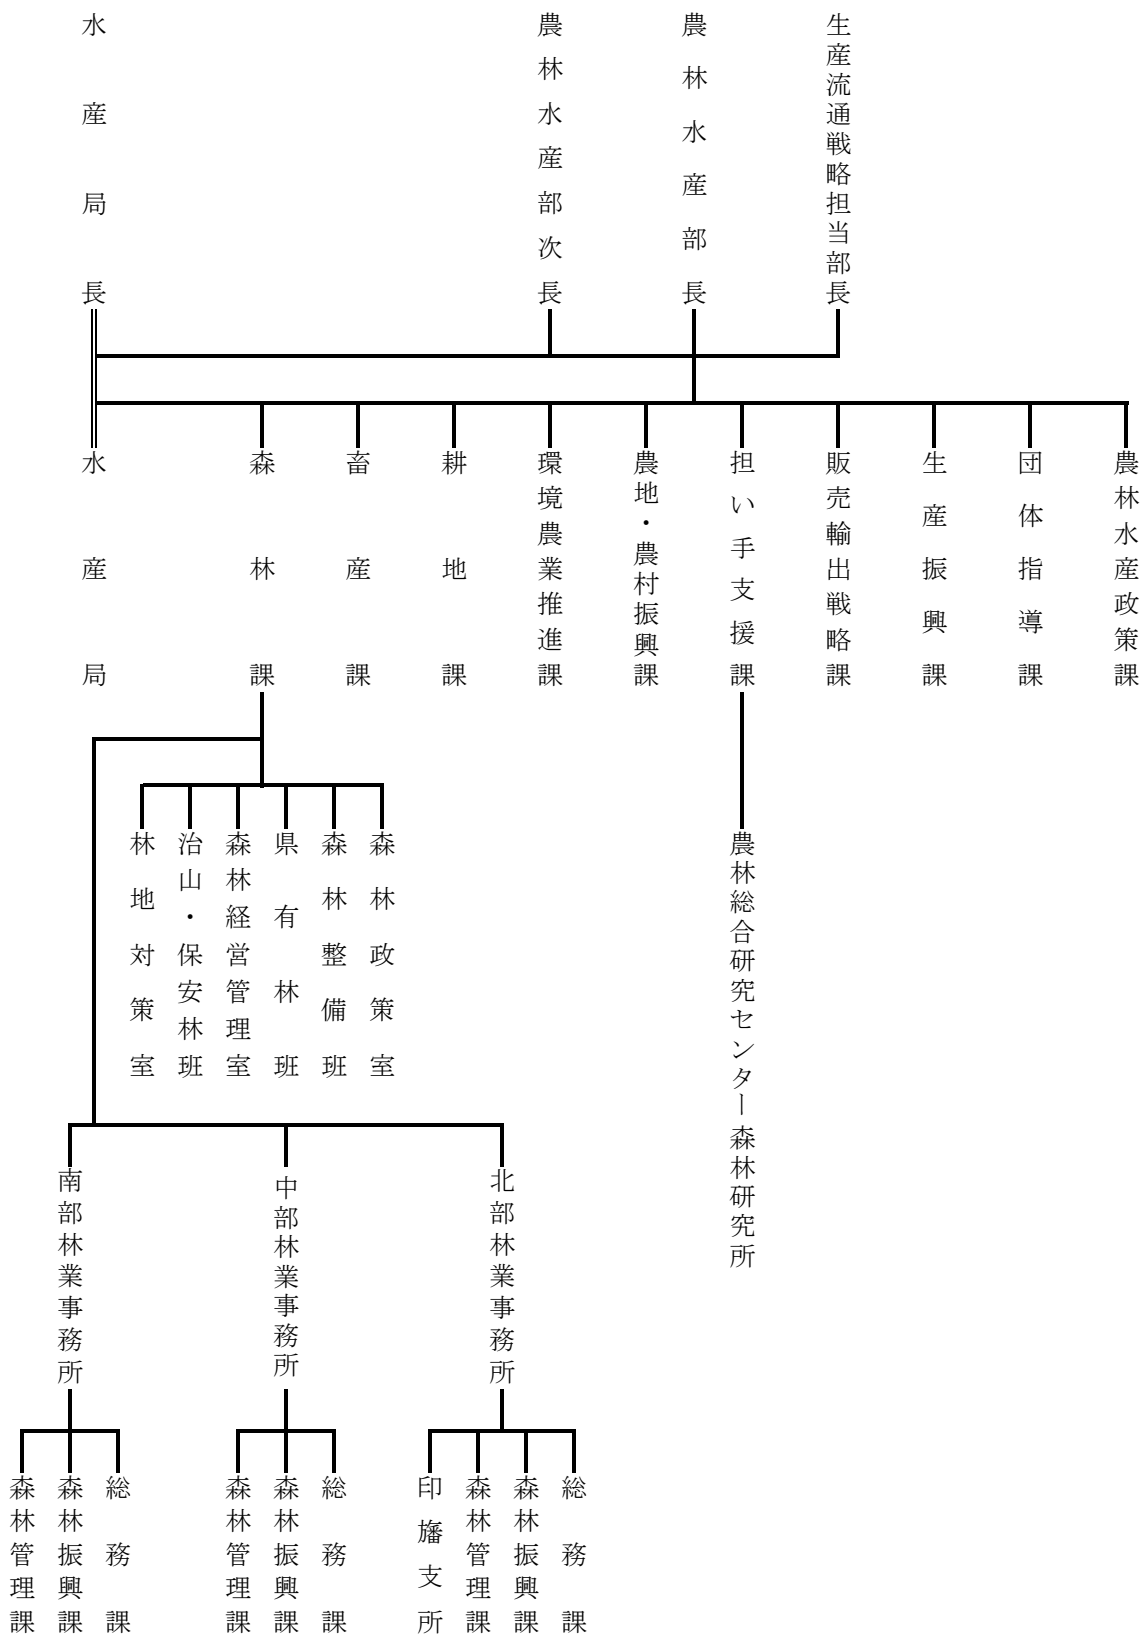 生産流通戦略担当部長
農林水産部長
農林水産部次長
水産局長
農林水産政策課
団体指導課
生産振興課
販売輸出戦略課
担い手支援課
農地・農村振興課
環境農業推進課
耕地課
畜産課
森林課
水産局
農林総合研究センター森林研究所
森林政策室
森林整備班
県有林班
森林経営管理室
治山・保安林班
林地対策室
北部林業事務所
中部林業事務所
南部林業事務所
総務課
森林振興課
森林管理課
印旛支所
総務課
森林振興課
森林管理課
総務課
森林振興課
森林管理課